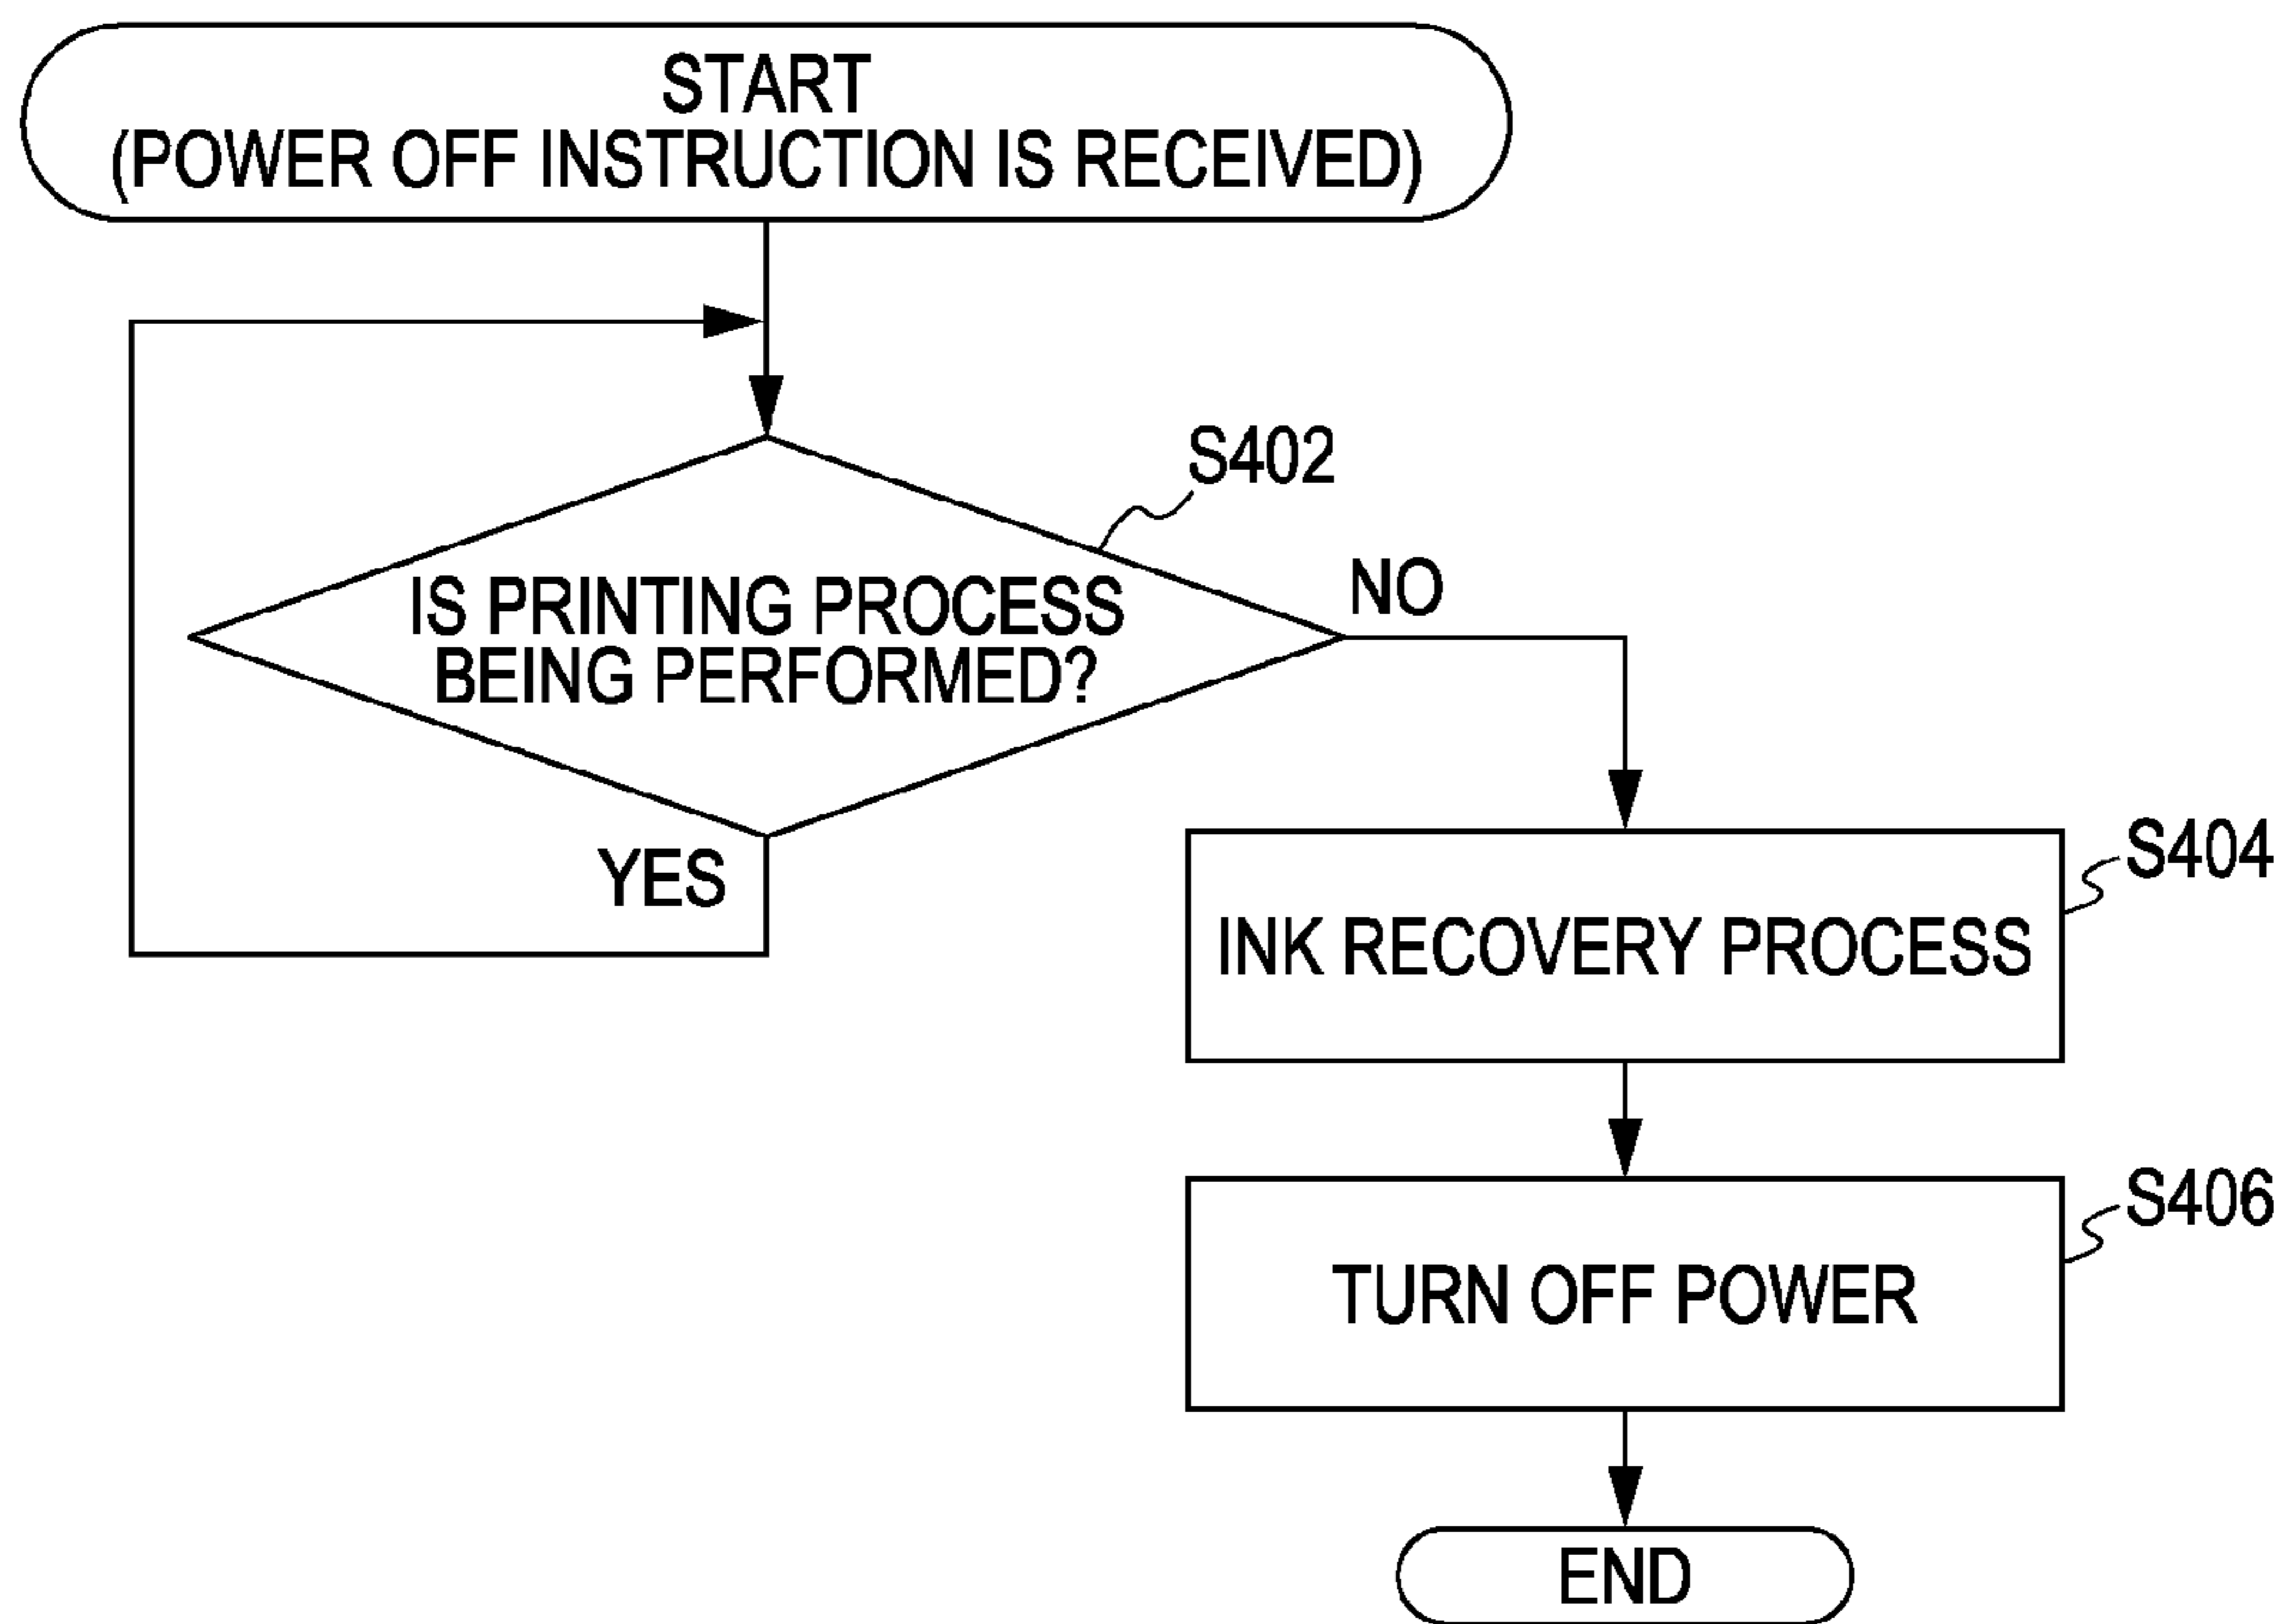 START
(POWER OFF INSTRUCTION IS RECEIVED)
S402
IS PRINTING PROCESS
BEING PERFORMED?
NO
YES
S404
INK RECOVERY PROCESS
S406
TURN OFF POWER
END